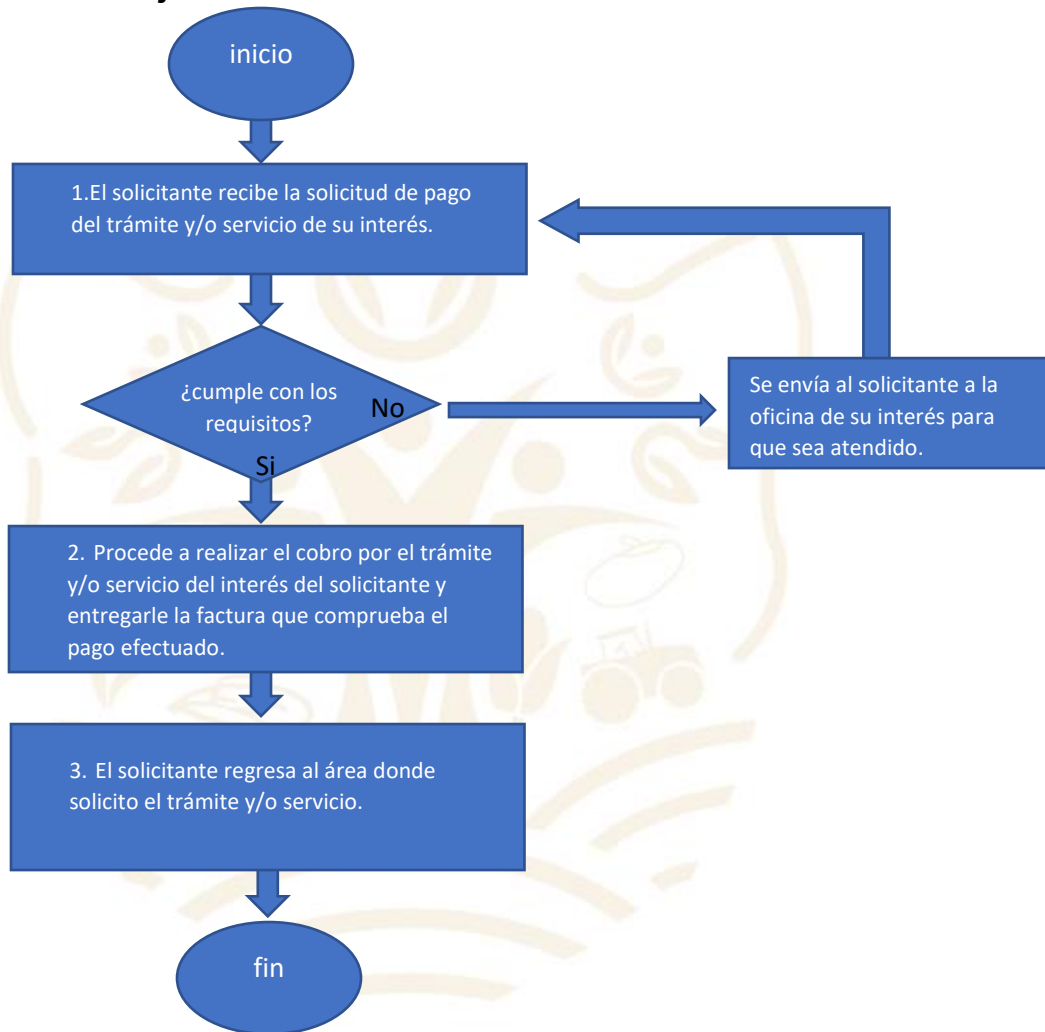 inicio
1.El solicitante recibe la solicitud de pago
del trámite y/o servicio de su interés.
¿cumple con los
requisitos?
No
Si
Se envía al solicitante a la
oficina de su interés para
que sea atendido.
2. Procede a realizar el cobro por el trámite
y/o servicio del interés del solicitante y
entregarle la factura que comprueba el
pago efectuado.
3. El solicitante regresa al área donde
solicito el trámite y/o servicio.
fin